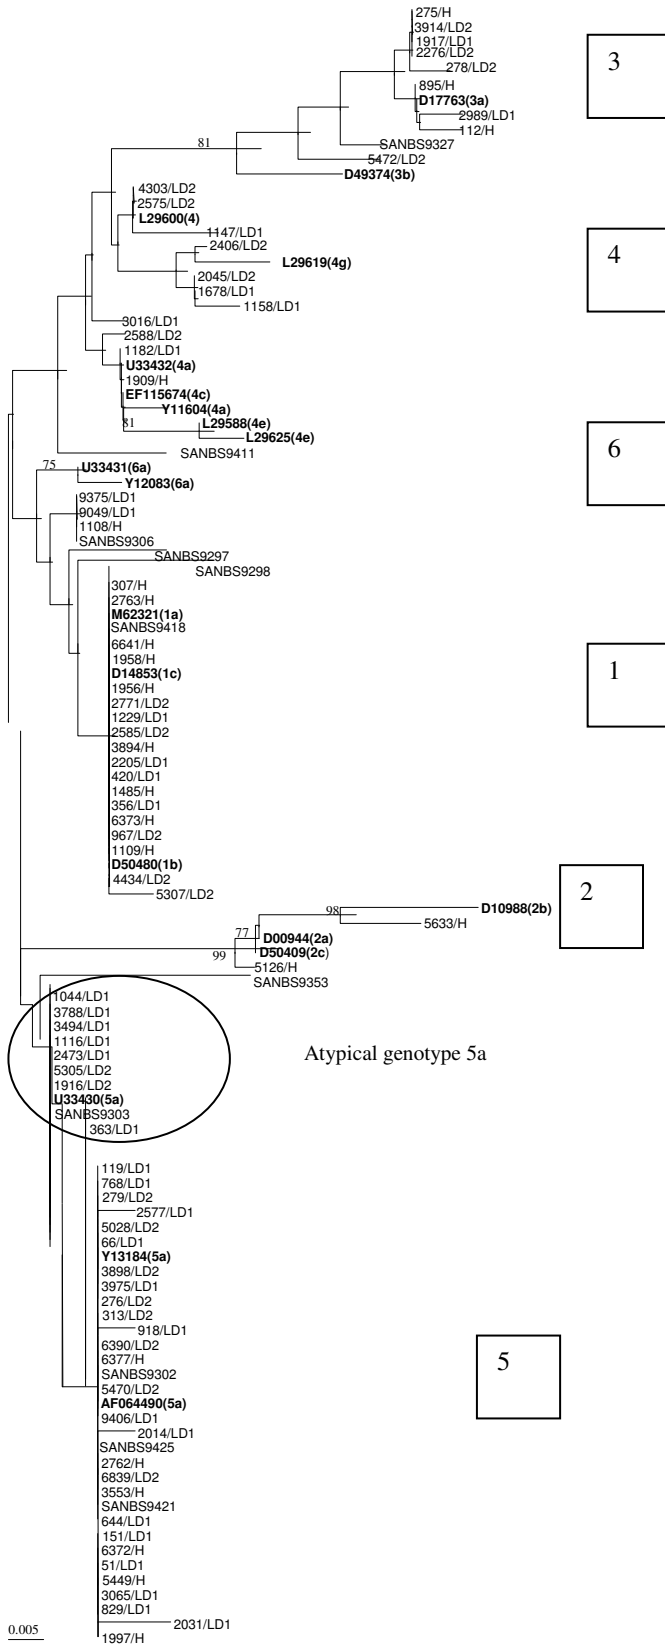 275/H
3914/LD2
1917/LD1
2276/LD2
278/LD2
3
895/H
D17763(3a)
2989/LD1
112/H
81
SANBS9327
5472/LD2
D49374(3b)
4303/LD2
2575/LD2
L29600(4)
1147/LD1
2406/LD2
4
L29619(4g)
2045/LD2
1678/LD1
1158/LD1
3016/LD1
2588/LD2
1182/LD1
U33432(4a)
1909/H
EF115674(4c)
Y11604(4a)
81
L29588(4e)
L29625(4e)
6
SANBS9411
75
U33431(6a)
Y12083(6a)
9375/LD1
9049/LD1
1108/H
SANBS9306
SANBS9297
SANBS9298
307/H
2763/H
M62321(1a)
SANBS9418
6641/H
1958/H
D14853(1c)
1
1956/H
2771/LD2
1229/LD1
2585/LD2
3894/H
2205/LD1
420/LD1
1485/H
356/LD1
6373/H
967/LD2
1109/H
D50480(1b)
4434/LD2
5307/LD2
2
98
D10988(2b)
5633/H
77
D00944(2a)
D50409(2c)
99
5126/H
SANBS9353
1044/LD1
3788/LD1
3494/LD1
1116/LD1
2473/LD1
Atypical genotype 5a
5305/LD2
1916/LD2
U33430(5a)
SANBS9303
363/LD1
119/LD1
768/LD1
279/LD2
2577/LD1
5028/LD2
66/LD1
Y13184(5a)
3898/LD2
3975/LD1
276/LD2
313/LD2
918/LD1
6390/LD2
6377/H
5
SANBS9302
5470/LD2
AF064490(5a)
9406/LD1
2014/LD1
SANBS9425
2762/H
6839/LD2
3553/H
SANBS9421
644/LD1
151/LD1
6372/H
51/LD1
5449/H
3065/LD1
829/LD1
2031/LD1
0.005
1997/H